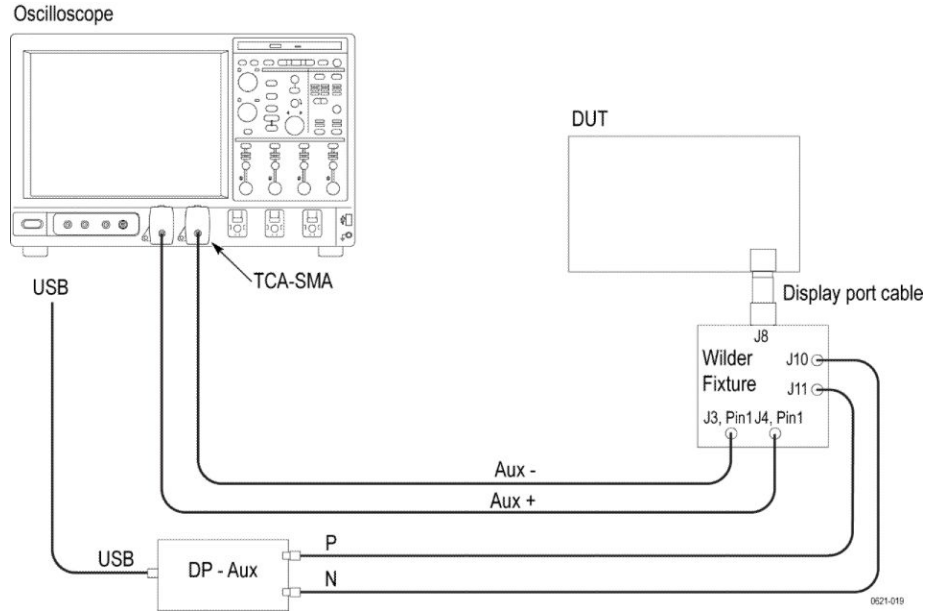 Oscilloscope
DUT
USB
TCA-SMA
Display port cable
J8
Wilder
Fixture
J10
J11
J3, Pin1
J4, Pin1
Aux -
Aux +
P
USB
DP - Aux
N
0621-019